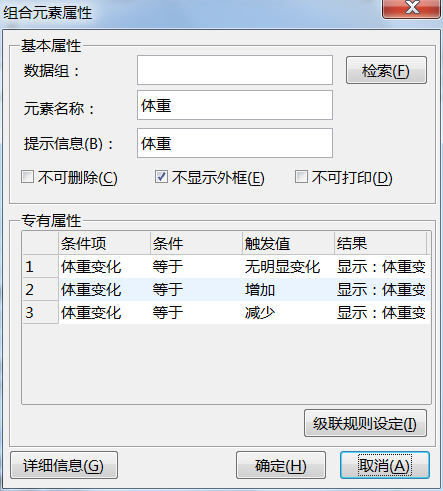 组合元素属性
基本属性
数据组：
检索(F)
元素名称： 体重
提示信息(B)： 体重
不可删除(C) 不显示外框(E) 不可打印(D)
专有属性
条件项 条件 触发值 结果
1 体重变化 等于 无明显变化 显示：体重变
2 体重变化 等于 增加 显示：体重变
3 体重变化 等于 减少 显示：体重变
级联规则设定(I)
详细信息(G) 确定(H) 取消(A)